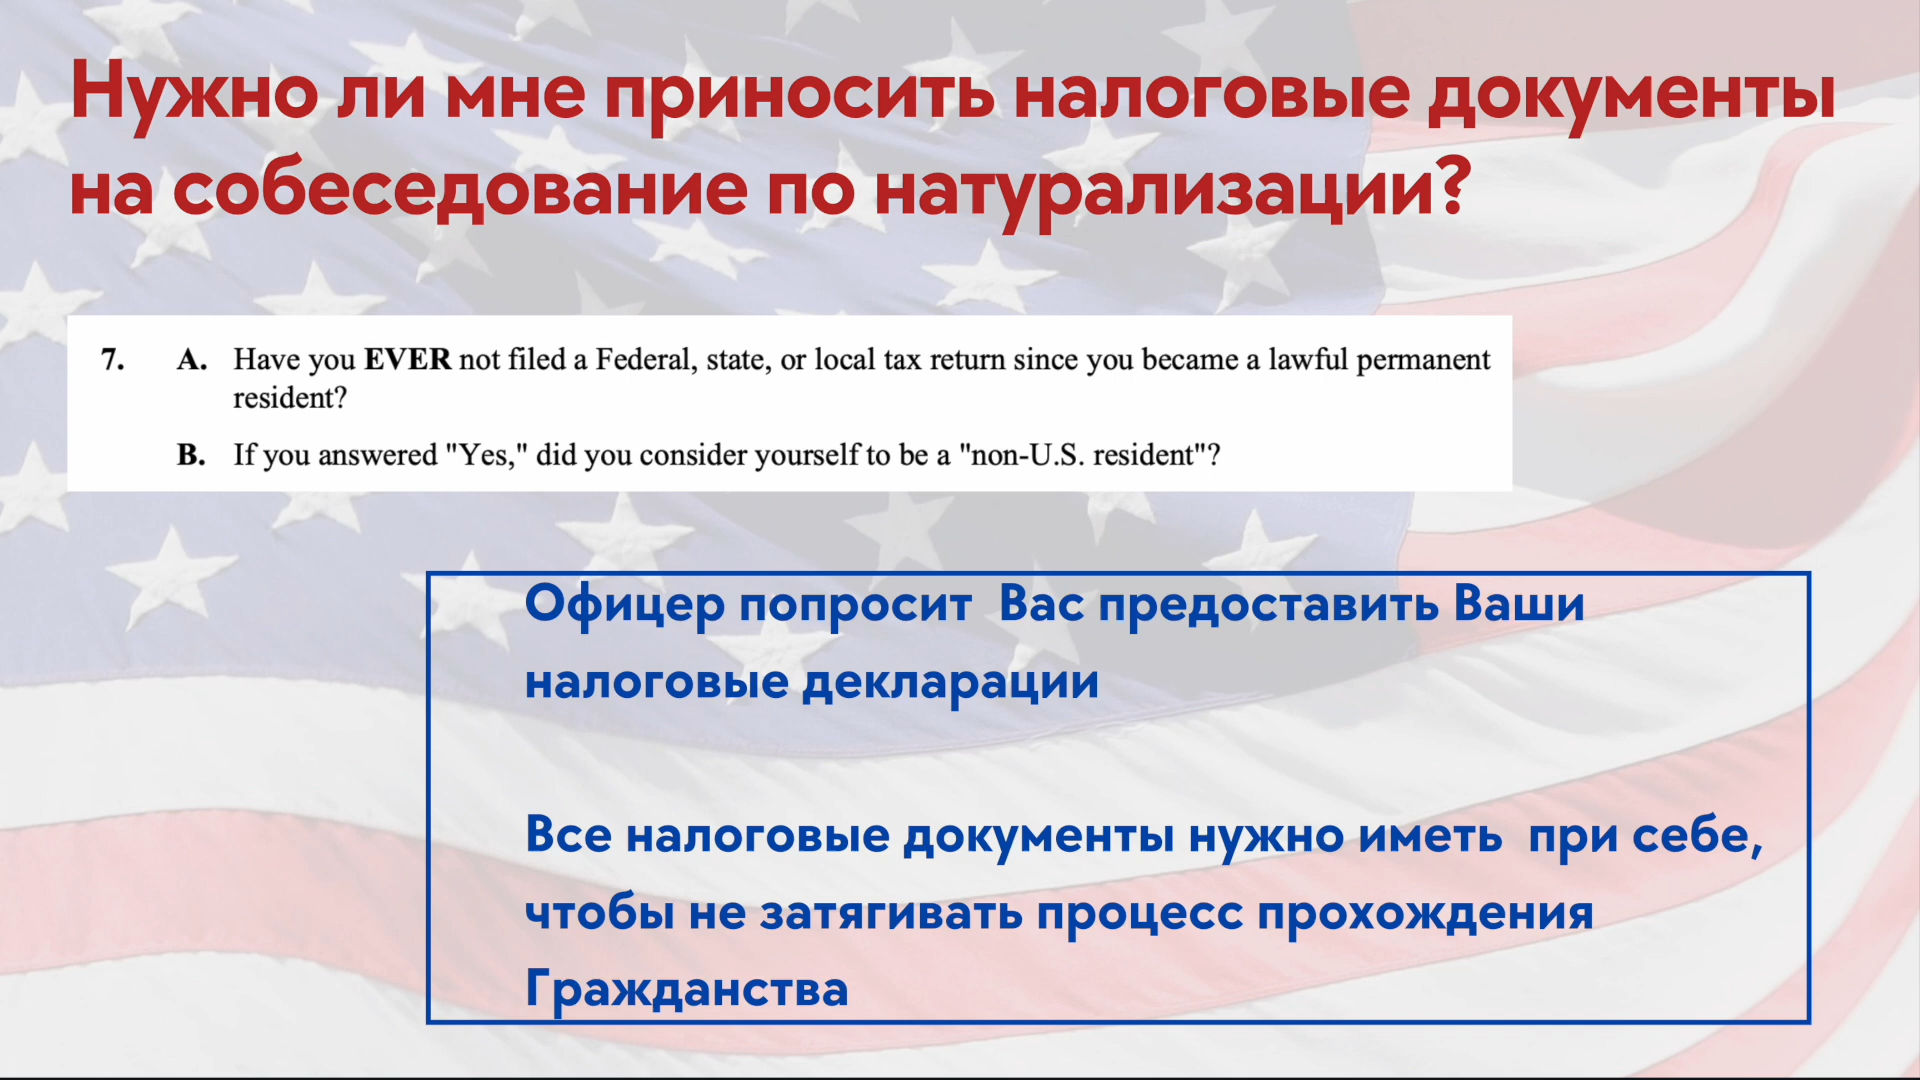 Нужно ли мне приносить налоговые документы
на собеседование по натурализации?
7. A. Have you EVER not filed a Federal, state, or local tax return since you became a lawful permanent
resident?
B. If you answered "Yes," did you consider yourself to be a "non-U.S. resident"?
Офицер попросит Вас предоставить Ваши
налоговые декларации
Все налоговые документы нужно иметь при себе,
чтобы не затягивать процесс прохождения
Гражданства